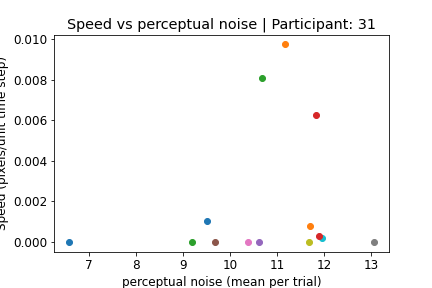 Speed vs perceptual noise | Participant: 31
Speed (pixels/unit time step)
0.010
0.008
0.006
0.004
0.002
0.000
7 8 9 10 11 12 13
perceptual noise (mean per trial)